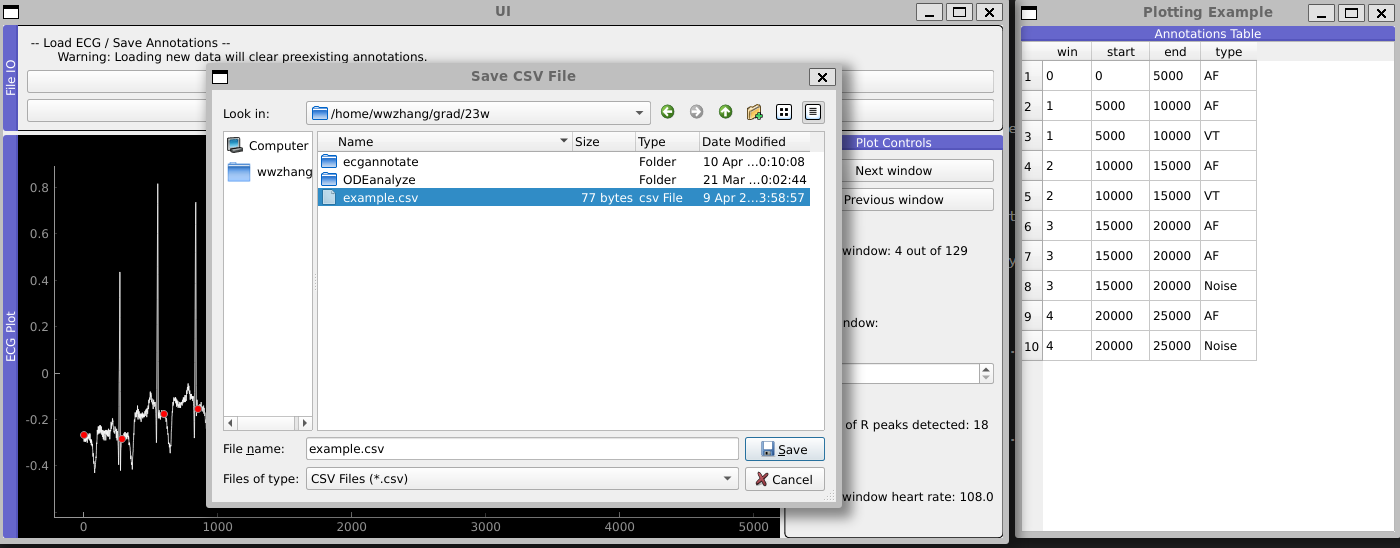 UI
File IO
-- Load ECG / Save Annotations --
Warning: Loading new data will clear preexisting annotations.
Save CSV File
Look in:
/home/wwzhang/grad/23w
Computer
wwzhang
Name Size Type Date Modified
ecgannotate Folder 10 Apr ...0:10:08
ODEanalyze Folder 21 Mar ...0:02:44
example.csv 77 bytes csv File 9 Apr 2...3:58:57
File name: example.csv
Save
Files of type: CSV Files (*.csv)
Cancel
ECG Plot
0.8
0.6
0.4
0.2
0
-0.2
-0.4
0 1000 2000 3000 4000 5000
Plot Controls
Next window
Previous window
window: 4 out of 129
ndow:
of R peaks detected: 18
window heart rate: 108.0
Plotting Example
Annotations Table
win start end type
1 0 0 5000 AF
2 1 5000 10000 AF
3 1 5000 10000 VT
4 2 10000 15000 AF
5 2 10000 15000 VT
6 3 15000 20000 AF
7 3 15000 20000 AF
8 3 15000 20000 Noise
9 4 20000 25000 AF
10 4 20000 25000 Noise